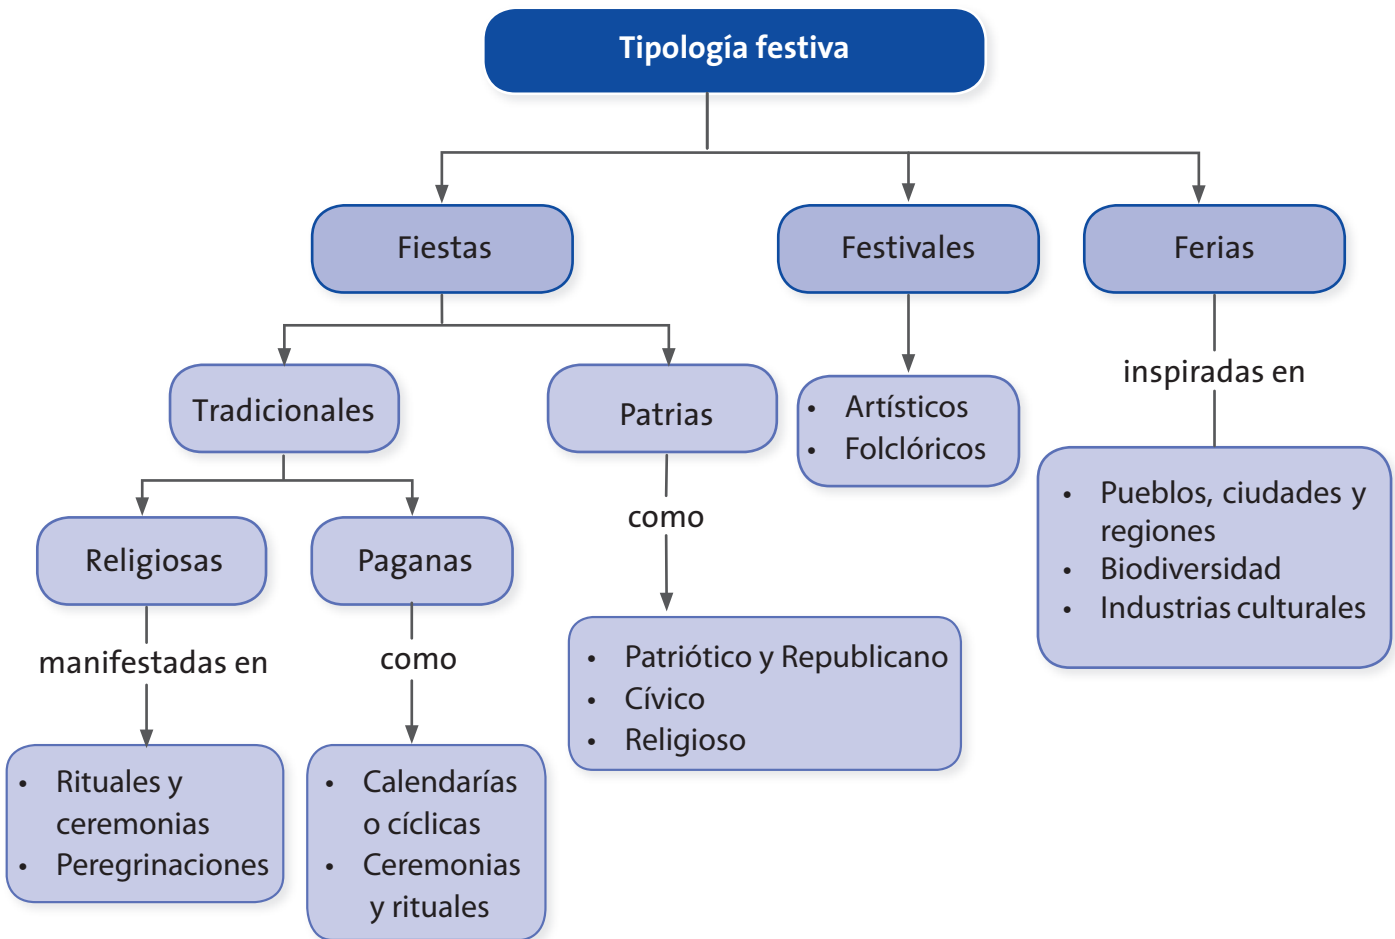 Tipología festiva
Fiestas
Festivales
Ferias
Tradicionales
Patrias
• Artísticos
• Folclóricos
inspiradas en
Religiosas
Paganas
como
• Pueblos, ciudades y
regiones
• Biodiversidad
• Industrias culturales
manifestadas en
como
• Patriótico y Republicano
• Cívico
• Religioso
• Rituales y
ceremonias
• Peregrinaciones
• Calendarías
o cíclicas
• Ceremonias
y rituales